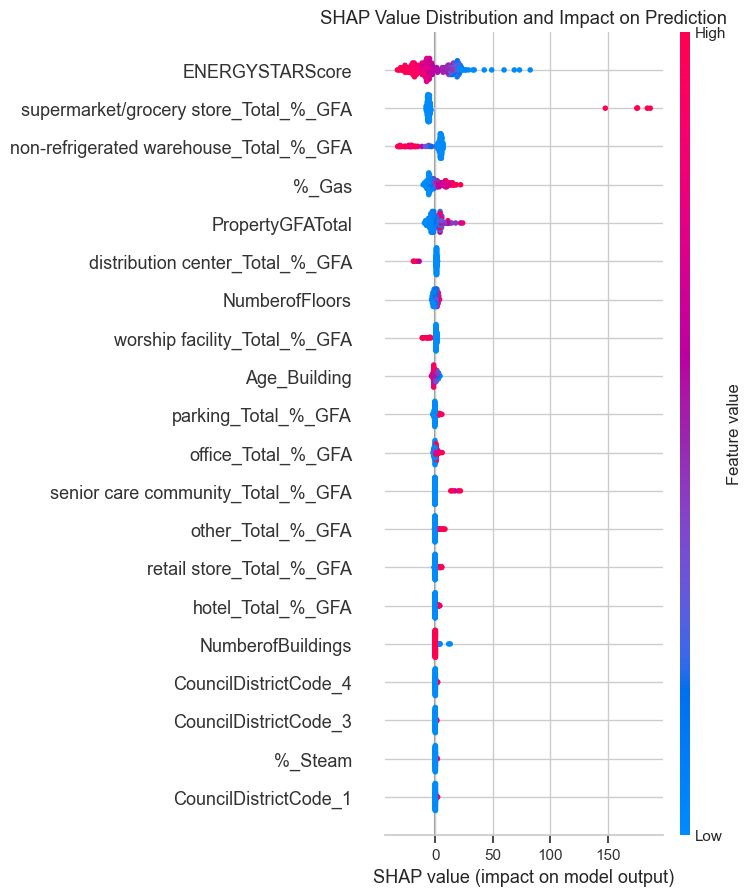 SHAP Value Distribution and Impact on Prediction
High
ENERGYSTARScore
supermarket/grocery store_Total_%_GFA
non-refrigerated warehouse_Total_%_GFA
%_Gas
PropertyGFATotal
distribution center_Total_%_GFA
NumberofFloors
worship facility_Total_%_GFA
Age_Building
parking_Total_%_GFA
office_Total_%_GFA
senior care community_Total_%_GFA
other_Total_%_GFA
retail store_Total_%_GFA
hotel_Total_%_GFA
NumberofBuildings
CouncilDistrictCode_4
CouncilDistrictCode_3
%_Steam
CouncilDistrictCode_1
Feature value
Low
0 50 100 150
SHAP value (impact on model output)